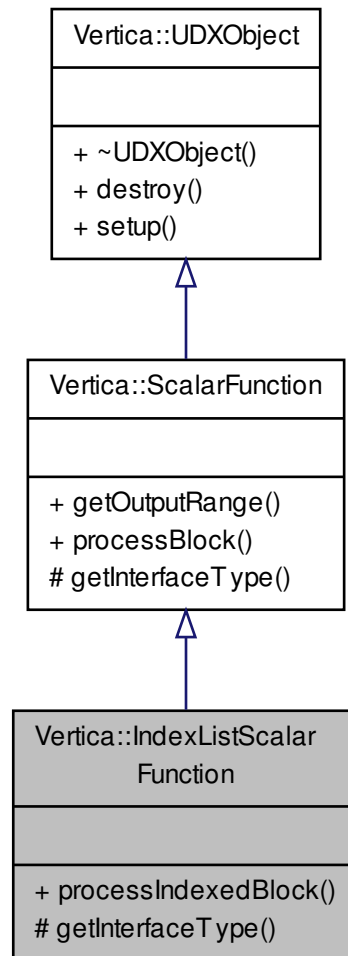 Vertica::UDXObject
+ ~UDXObject()
+ destroy()
+ setup()
Vertica::ScalarFunction
+ getOutputRange()
+ processBlock()
# getInterfaceType()
Vertica::IndexListScalar
Function
+ processIndexedBlock()
# getInterfaceType()